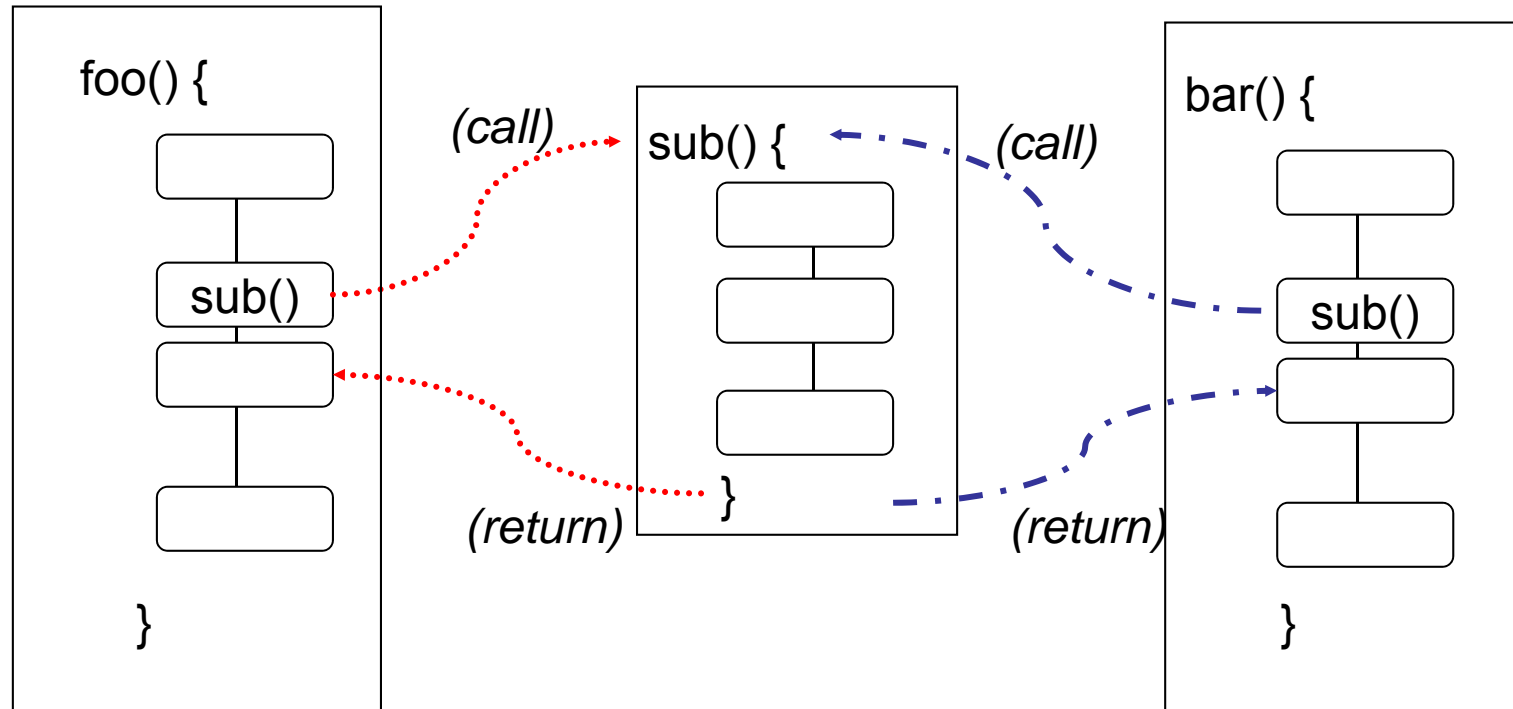 foo() {
sub()
}
(call)
(return)
sub() {
}
(call)
(return)
bar() {
sub()
}